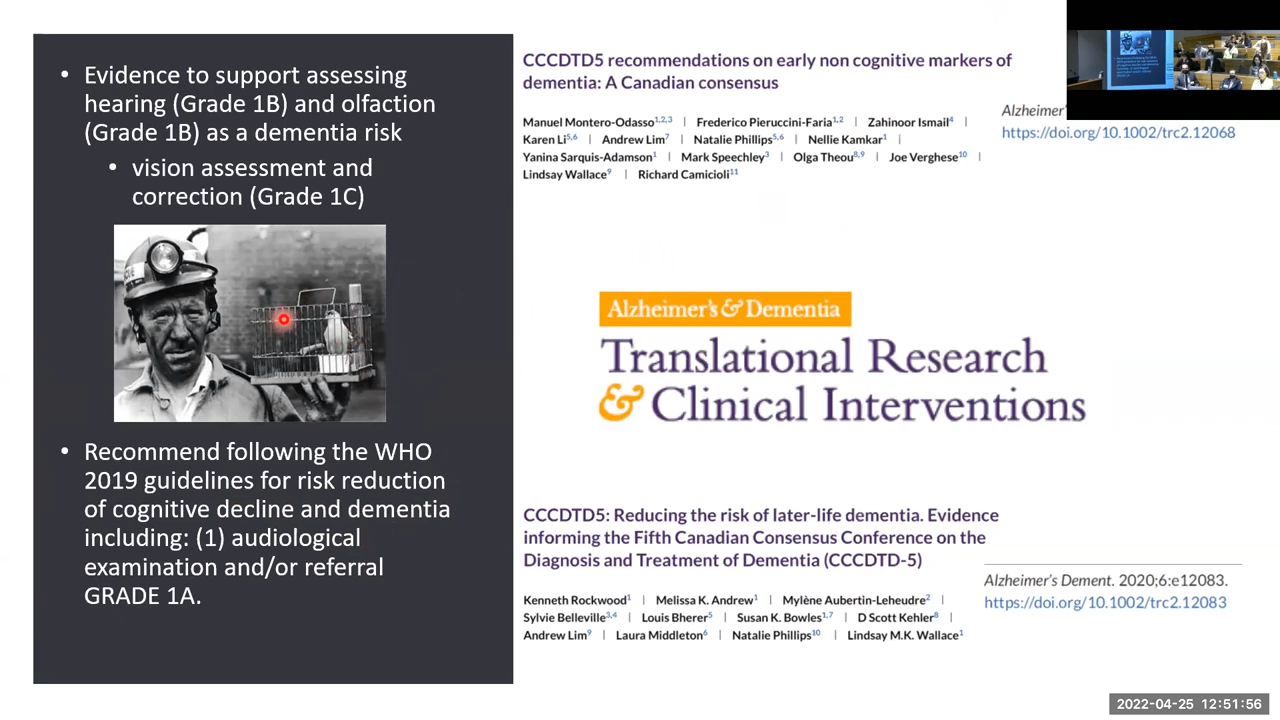 • Evidence to support assessing
hearing (Grade 1B) and olfaction
(Grade 1B) as a dementia risk
• vision assessment and
correction (Grade 1C)
• Recommend following the WHO
2019 guidelines for risk reduction
of cognitive decline and dementia
including: (1) audiological
examination and/or referral
GRADE 1A.
CCCDTD5 recommendations on early non cognitive markers of
dementia: A Canadian consensus
Manuel Montero-Odasso1,2,3 | Frederico Pieruccini-Faria1,2 | Zahinoor Ismail4 |
Karen Li5,6 | Andrew Lim7 | Natalie Phillips5,6 | Nellie Kamkar1 |
Yanina Sarquis-Adamson1 | Mark Speechley3 | Olga Theou8,9 | Joe Verghese10 |
Lindsay Wallace9 | Richard Camicioli11
Alzheimer'
https://doi.org/10.1002/trc2.12068
Alzheimer's & Dementia
Translational Research
& Clinical Interventions
CCCDTD5: Reducing the risk of later-life dementia. Evidence
informing the Fifth Canadian Consensus Conference on the
Diagnosis and Treatment of Dementia (CCCDTD-5)
Kenneth Rockwood1 | Melissa K. Andrew1 | Mylène Aubertin-Leheudre2 |
Sylvie Belleville3,4 | Louis Bherer5 | Susan K. Bowles1,7 | D Scott Kehler8 |
Andrew Lim9 | Laura Middleton6 | Natalie Phillips10 | Lindsay M.K. Wallace1
Alzheimer's Dement. 2020;6:e12083.
https://doi.org/10.1002/trc2.12083
2022-04-25 12:51:56